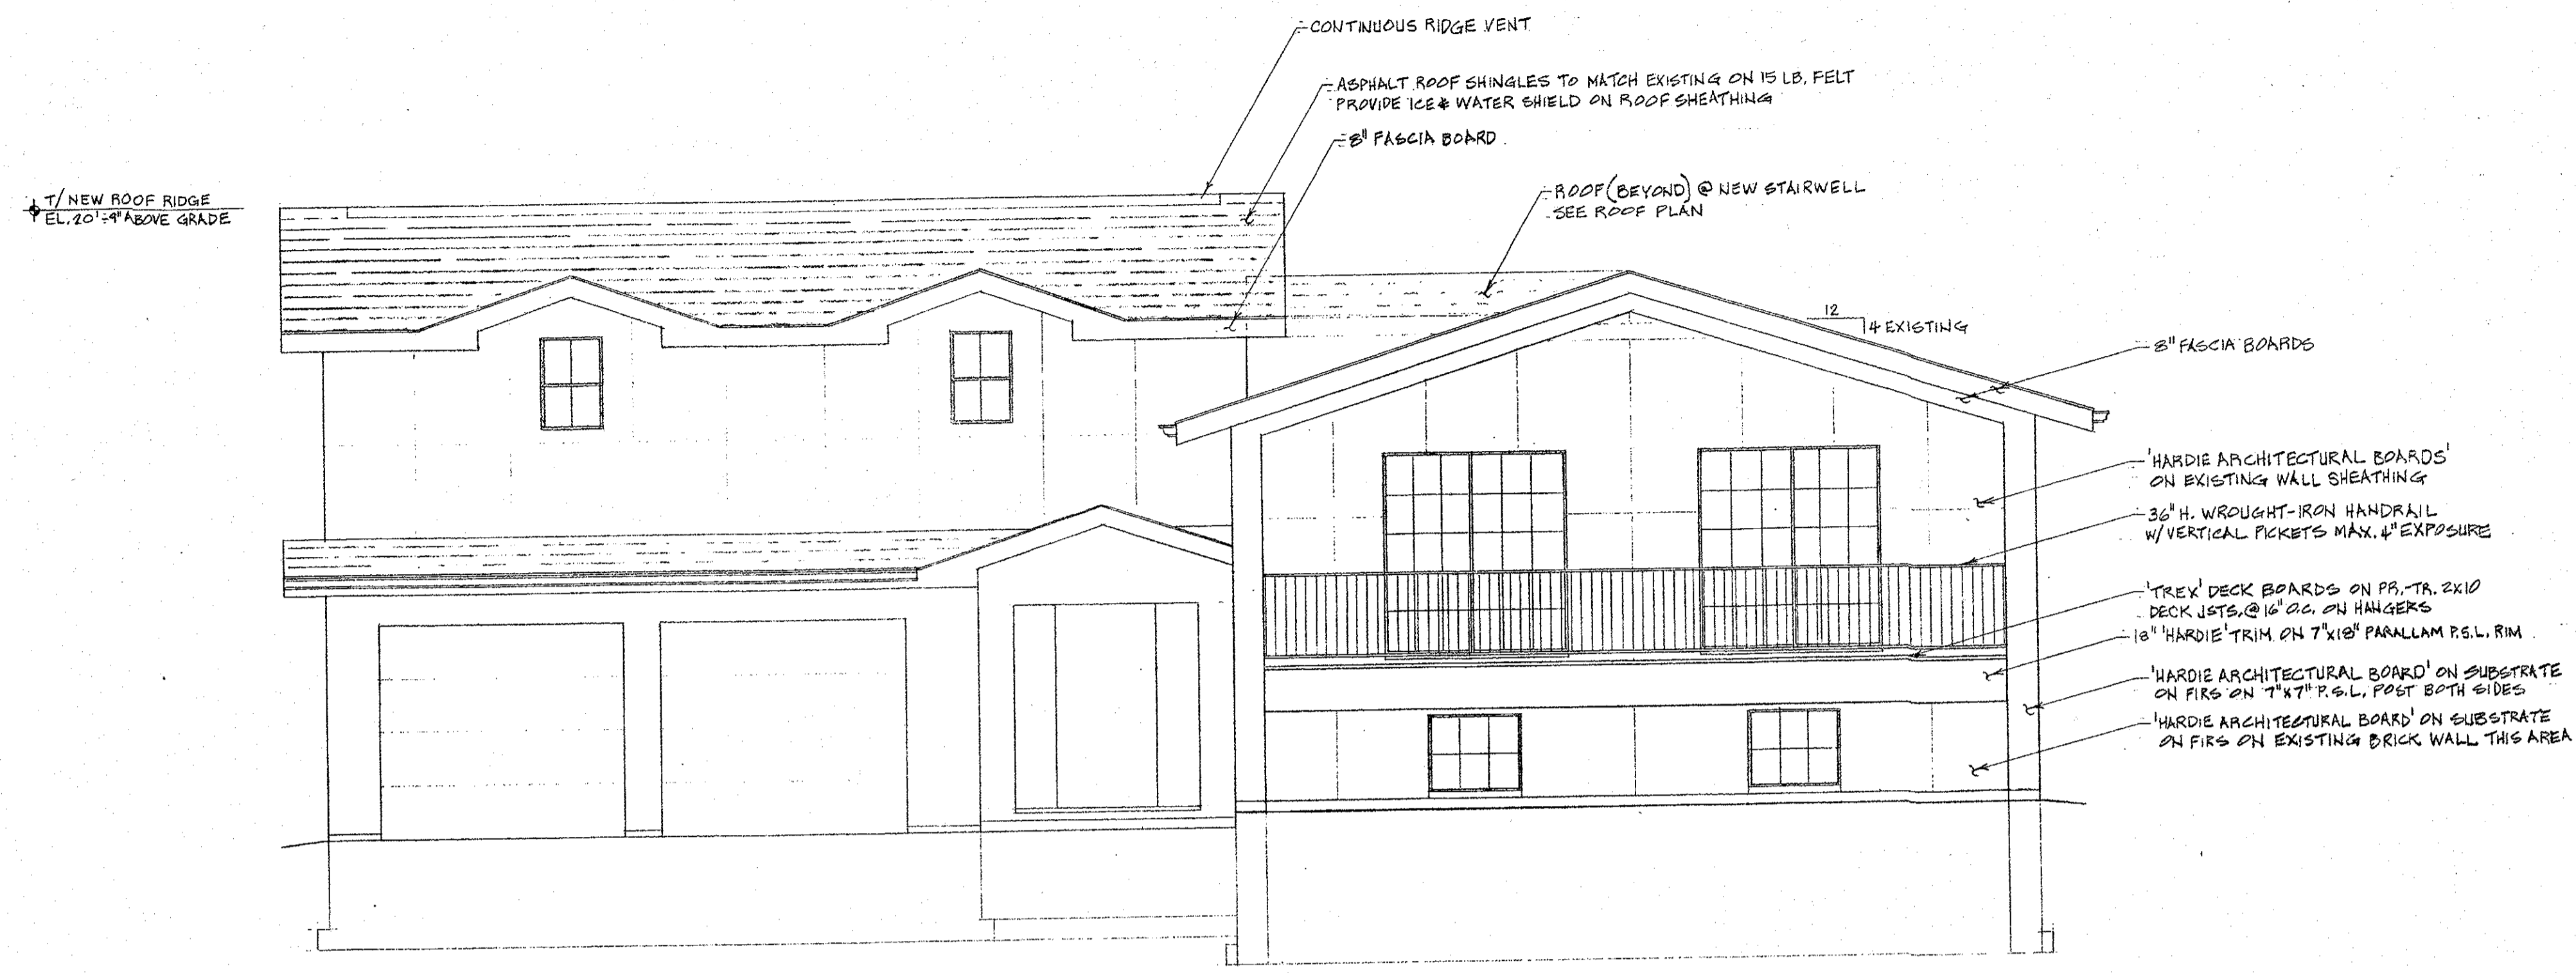 CONTINUOUS RIDGE VENT
ASPHALT ROOF SHINGLES TO MATCH EXISTING ON 15 LB. FELT
PROVIDE ICE & WATER SHIELD ON ROOF SHEATHING
8" FASCIA BOARD
T/ NEW ROOF RIDGE
EL. 20'-9" ABOVE GRADE
ROOF (BEYOND) @ NEW STAIRWELL
SEE ROOF PLAN
12
4 EXISTING
8" FASCIA BOARDS
'HARDIE ARCHITECTURAL BOARDS'
ON EXISTING WALL SHEATHING
36" H. WROUGHT-IRON HANDRAIL
W/ VERTICAL PICKETS MAX. 4" EXPOSURE
'TREX' DECK BOARDS ON PR.-TR. 2X10
DECK JSTS. @ 16" O.C. ON HANGERS
18" 'HARDIE' TRIM ON 7"X18" PARALLAM P.S.L. RIM
'HARDIE ARCHITECTURAL BOARD' ON SUBSTRATE
ON FIRS ON 7"X7" P.S.L. POST BOTH SIDES
'HARDIE ARCHITECTURAL BOARD' ON SUBSTRATE
ON FIRS ON EXISTING BRICK WALL THIS AREA